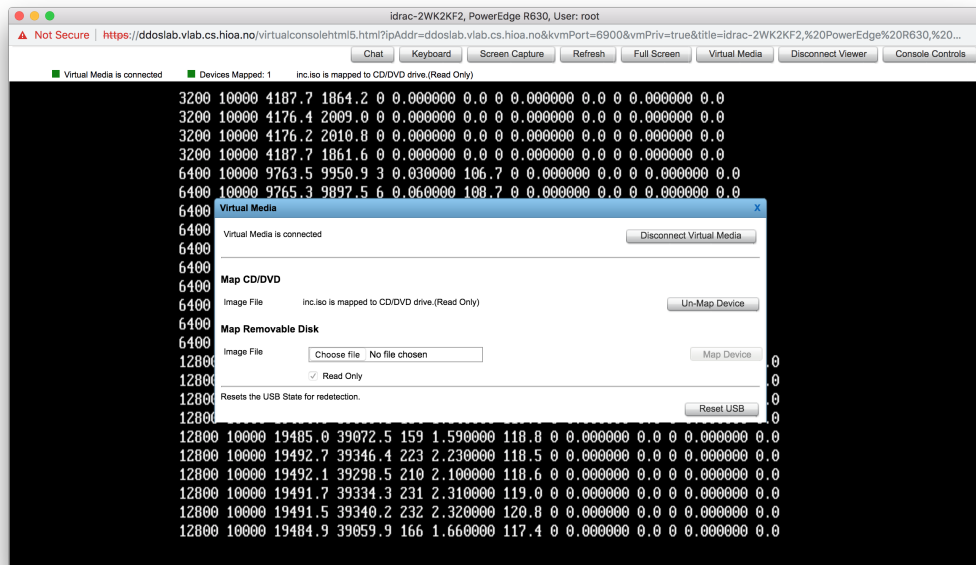 idrac-2WK2KF2, PowerEdge R630, User: root
Not Secure | https://ddoslab.vlab.cs.hioa.no/virtualconsolehtml5.html?ipAddr=ddoslab.vlab.cs.hioa.no&kvmPort=6900&vmPriv=true&title=idrac-2WK2KF2,%20PowerEdge%20R630,%20...
Chat Keyboard Screen Capture Refresh Full Screen Virtual Media Disconnect Viewer Console Controls
Virtual Media is connected Devices Mapped: 1 inc.iso is mapped to CD/DVD drive.(Read Only)
3200 10000 4187.7 1864.2 0 0.000000 0.0 0 0.000000 0.0 0 0.000000 0.0
3200 10000 4176.4 2009.0 0 0.000000 0.0 0 0.000000 0.0 0 0.000000 0.0
3200 10000 4176.2 2010.8 0 0.000000 0.0 0 0.000000 0.0 0 0.000000 0.0
3200 10000 4187.7 1861.6 0 0.000000 0.0 0 0.000000 0.0 0 0.000000 0.0
6400 10000 9763.5 9950.9 3 0.030000 106.7 0 0.000000 0.0 0 0.000000 0.0
6400 10000 9765.3 9897.5 6 0.060000 108.7 0 0.000000 0.0 0 0.000000 0.0
6400 Virtual Media X
6400 Virtual Media is connected Disconnect Virtual Media
6400
6400 Map CD/DVD
6400
6400 Image File inc.iso is mapped to CD/DVD drive.(Read Only) Un-Map Device
6400 Map Removable Disk
6400
12800 Image File Choose file No file chosen Map Device .0
12800 Read Only .0
12800 Resets the USB State for redetection. .0
12800 Reset USB .0
12800 10000 19485.0 39072.5 159 1.590000 118.8 0 0.000000 0.0 0 0.000000 0.0
12800 10000 19492.7 39346.4 223 2.230000 118.5 0 0.000000 0.0 0 0.000000 0.0
12800 10000 19492.1 39298.5 210 2.100000 118.6 0 0.000000 0.0 0 0.000000 0.0
12800 10000 19491.7 39334.3 231 2.310000 119.0 0 0.000000 0.0 0 0.000000 0.0
12800 10000 19491.5 39340.2 232 2.320000 120.8 0 0.000000 0.0 0 0.000000 0.0
12800 10000 19484.9 39059.9 166 1.660000 117.4 0 0.000000 0.0 0 0.000000 0.0